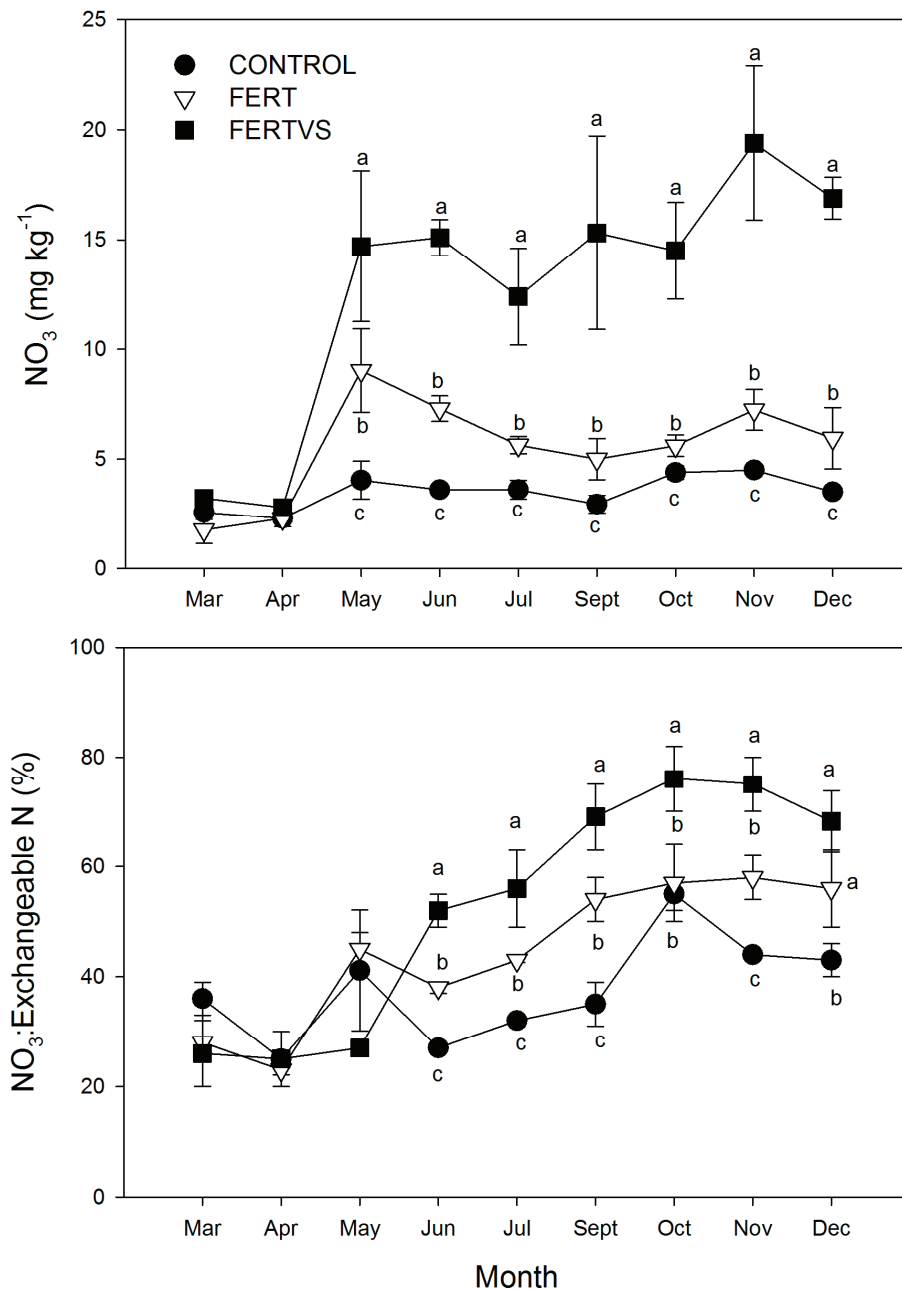 25
20
15
10
5
0
NO3 (mg kg-1)
CONTROL
FERT
FERTVS
a a a a a a a
b b b b b b b
c c c c c c c
Mar Apr May Jun Jul Sept Oct Nov Dec
100
80
60
40
20
0
NO3:Exchangeable N (%)
a a a a a a
b b b b b a
c c c b c b
Mar Apr May Jun Jul Sept Oct Nov Dec
Month